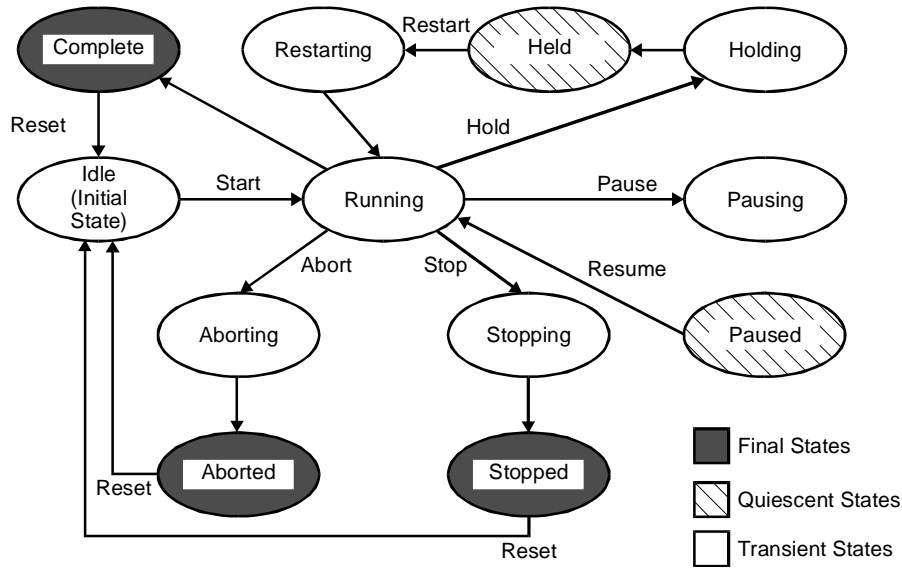 Complete
Restarting
Restart
Held
Holding
Reset
Hold
Idle
(Initial
State)
Start
Running
Pause
Pausing
Abort
Stop
Resume
Aborting
Stopping
Paused
Aborted
Stopped
Reset
Reset
Final States
Quiescent States
Transient States